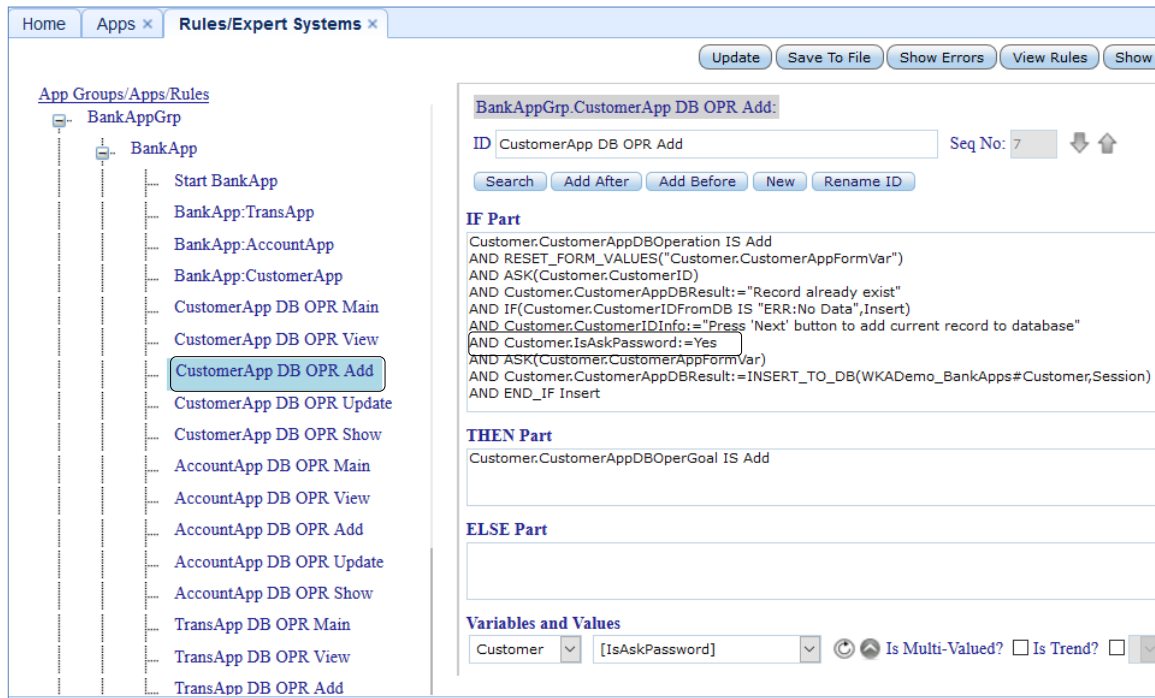 Home
Apps ×
Rules/Expert Systems ×
Update
Save To File
Show Errors
View Rules
Show
App Groups/Apps/Rules
BankAppGrp
BankApp
Start BankApp
BankApp:TransApp
BankApp:AccountApp
BankApp:CustomerApp
CustomerApp DB OPR Main
CustomerApp DB OPR View
CustomerApp DB OPR Add
CustomerApp DB OPR Update
CustomerApp DB OPR Show
AccountApp DB OPR Main
AccountApp DB OPR View
AccountApp DB OPR Add
AccountApp DB OPR Update
AccountApp DB OPR Show
TransApp DB OPR Main
TransApp DB OPR View
TransApp DB OPR Add
BankAppGrp.CustomerApp DB OPR Add:
ID CustomerApp DB OPR Add Seq No: 7
Search Add After Add Before New Rename ID
IF Part
Customer.CustomerAppDBOperation IS Add
AND RESET_FORM_VALUES("Customer.CustomerAppFormVar")
AND ASK(Customer.CustomerID)
AND Customer.CustomerAppDBResult:="Record already exist"
AND IF(Customer.CustomerIDFromDB IS "ERR:No Data",Insert)
AND Customer.CustomerIDInfo:="Press 'Next' button to add current record to database"
AND Customer.IsAskPassword:=Yes
AND ASK(Customer.CustomerAppFormVar)
AND Customer.CustomerAppDBResult:=INSERT_TO_DB(WKADemo_BankApps#Customer,Session)
AND END_IF Insert
THEN Part
Customer.CustomerAppDBOperGoal IS Add
ELSE Part
Variables and Values
Customer [IsAskPassword] Is Multi-Valued? Is Trend?